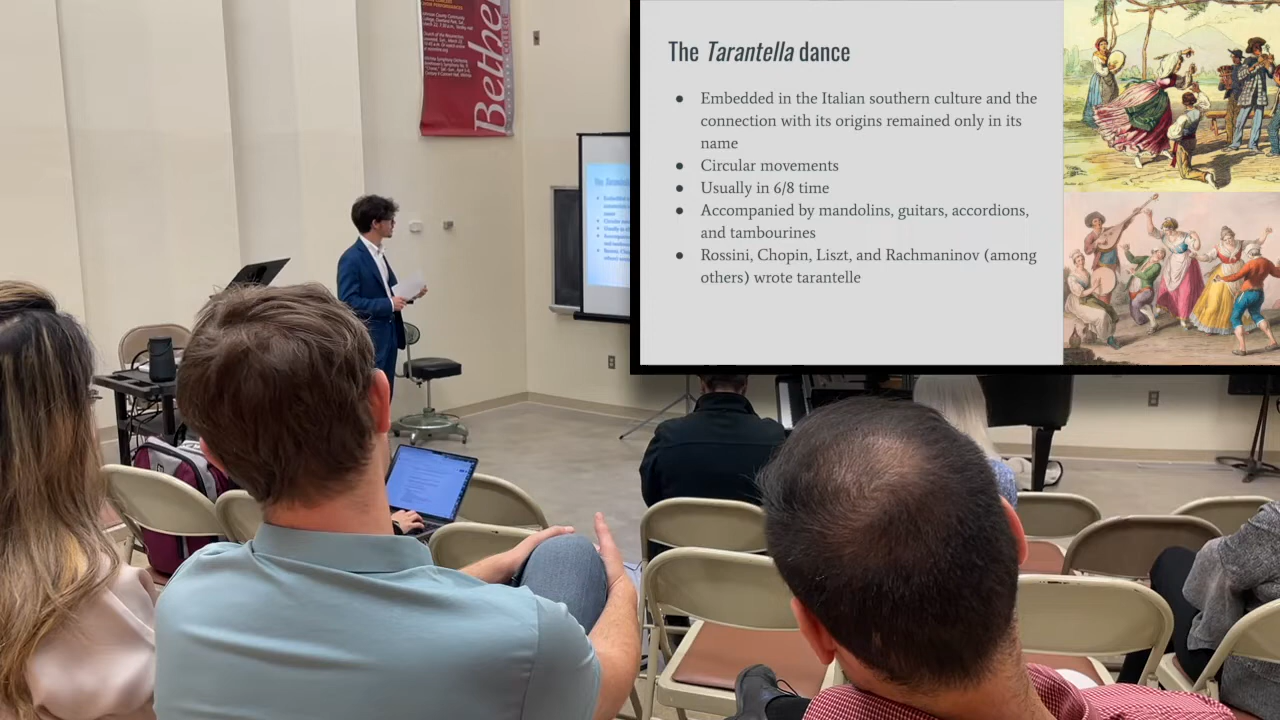 The Tarantella dance
● Embedded in the Italian southern culture and the
connection with its origins remained only in its
name
● Circular movements
● Usually in 6/8 time
● Accompanied by mandolins, guitars, accordions,
and tambourines
● Rossini, Chopin, Liszt, and Rachmaninov (among
others) wrote tarantelle
Bethel
COLLEGE